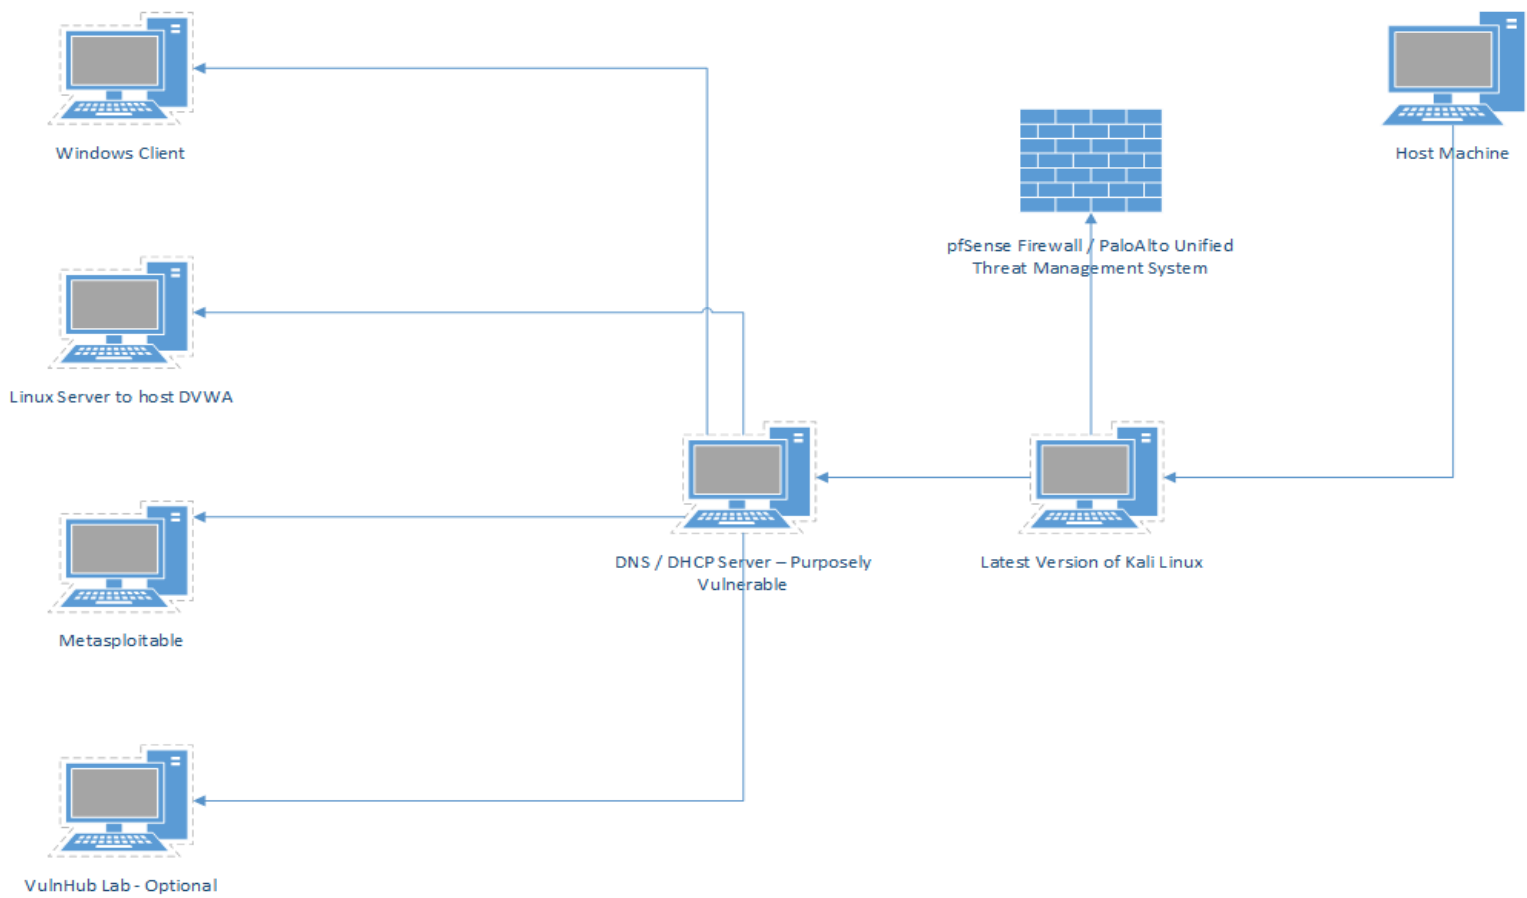 Windows Client
Host Machine
pfSense Firewall / PaloAlto Unified
Threat Management System
Linux Server to host DVWA
DNS / DHCP Server – Purposely
Vulnerable
Latest Version of Kali Linux
Metasploitable
VulnHub Lab - Optional